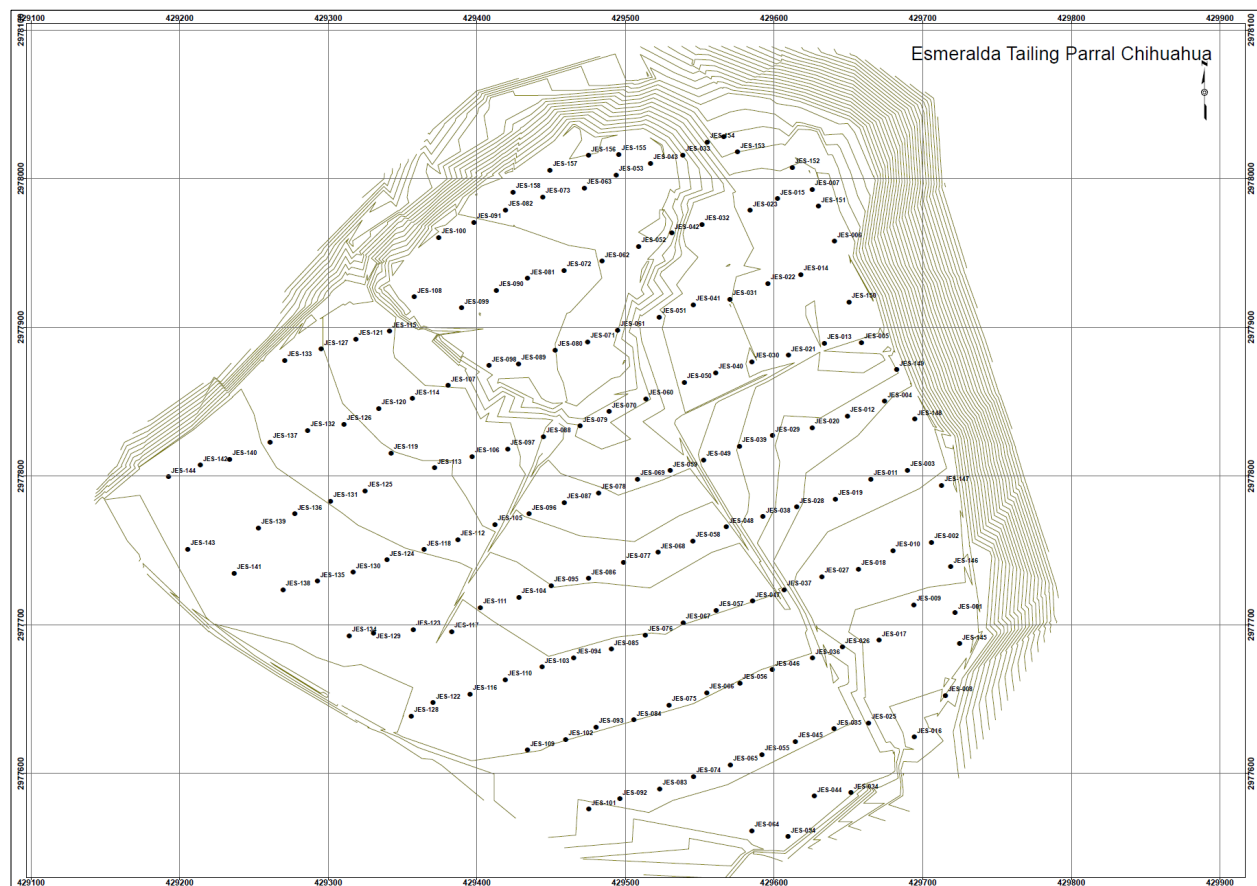 429100 429200 429300 429400 429500 429600 429700 429800 429900
2978100 2978100
Esmeralda Tailing Parral Chihuahua
N
JES-154
JES-156 JES-155 JES-043 JES-033 JES-153
JES-157 JES-053 JES-152
2978000 2978000
JES-158 JES-073 JES-063 JES-007
JES-082 JES-015
JES-091 JES-023 JES-151
JES-100 JES-052 JES-042 JES-032
JES-006
JES-081 JES-072 JES-062
JES-108 JES-090 JES-022 JES-014
JES-099 JES-041 JES-031 JES-150
2977900 2977900
JES-121 JES-115 JES-061 JES-051
JES-133 JES-127 JES-080 JES-071 JES-013 JES-005
JES-098 JES-089 JES-030 JES-021
JES-107 JES-050 JES-040 JES-149
JES-120 JES-114 JES-070 JES-060 JES-004
JES-126 JES-079 JES-012 JES-148
JES-137 JES-132 JES-088 JES-029 JES-020
JES-119 JES-106 JES-097 JES-039
JES-144 JES-142 JES-140 JES-113 JES-059 JES-049
2977800 2977800
JES-125 JES-078 JES-069 JES-011 JES-003
JES-136 JES-131 JES-087 JES-019 JES-147
JES-139 JES-105 JES-096 JES-048 JES-038 JES-028
JES-143 JES-118 JES-112 JES-068 JES-058 JES-010 JES-002
JES-141 JES-130 JES-124 JES-086 JES-077 JES-027 JES-018 JES-146
JES-138 JES-135 JES-104 JES-095 JES-037
JES-111 JES-057 JES-047 JES-009 JES-001
2977700 2977700
JES-134 JES-129 JES-123 JES-117 JES-076 JES-067 JES-145
JES-103 JES-094 JES-085 JES-036 JES-026 JES-017
JES-122 JES-116 JES-110 JES-066 JES-056 JES-046 JES-008
JES-128 JES-093 JES-084 JES-075
JES-109 JES-102 JES-045 JES-035 JES-025 JES-016
JES-074 JES-065 JES-055
2977600 2977600
JES-101 JES-092 JES-083 JES-044 JES-034
JES-064 JES-054
429100 429200 429300 429400 429500 429600 429700 429800 429900